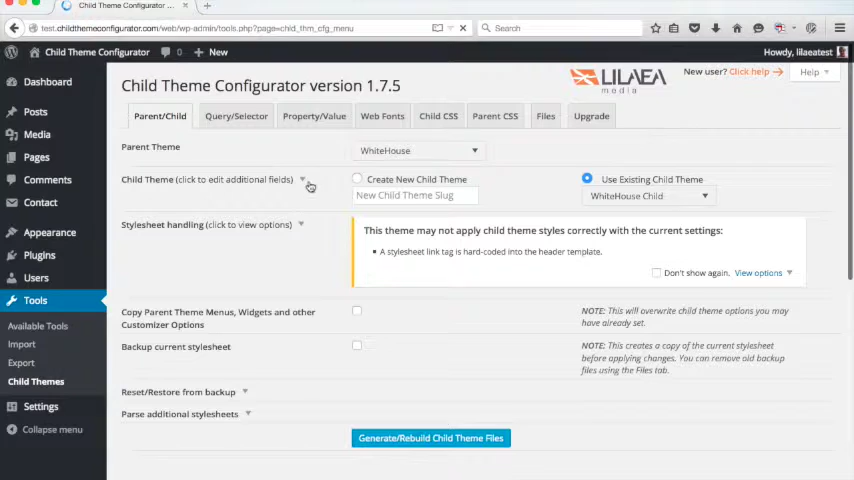 Child Theme Configurator ...
test.childthemeconfigurator.com/web/wp-admin/tools.php?page=chld_thm_cfg_menu
Search
Child Theme Configurator
0
New
Howdy, lilaeatest
Dashboard
Posts
Media
Pages
Comments
Contact
Appearance
Plugins
Users
Tools
Available Tools
Import
Export
Child Themes
Settings
Collapse menu
Child Theme Configurator version 1.7.5
LILAEA
media
New user? Click help
Help
Parent/Child
Query/Selector
Property/Value
Web Fonts
Child CSS
Parent CSS
Files
Upgrade
Parent Theme
WhiteHouse
Child Theme (click to edit additional fields)
Create New Child Theme
Use Existing Child Theme
New Child Theme Slug
WhiteHouse Child
Stylesheet handling (click to view options)
This theme may not apply child theme styles correctly with the current settings:
A stylesheet link tag is hard-coded into the header template.
Don't show again. View options
Copy Parent Theme Menus, Widgets and other
Customizer Options
NOTE: This will overwrite child theme options you may
have already set.
Backup current stylesheet
NOTE: This creates a copy of the current stylesheet
before applying changes. You can remove old backup
files using the Files tab.
Reset/Restore from backup
Parse additional stylesheets
Generate/Rebuild Child Theme Files